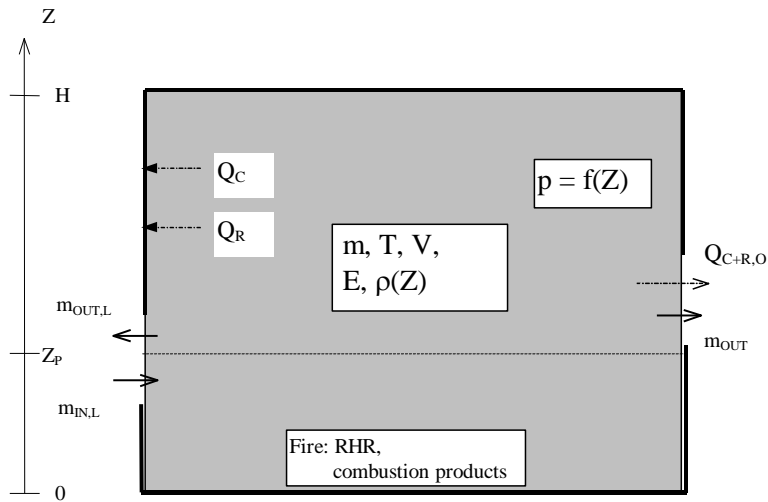 Z
H
Q_C
p = f(Z)
Q_R
m, T, V,
E, ρ(Z)
Q_C+R,O
m_OUT,L
m_OUT
Z_P
m_IN,L
Fire: RHR,
combustion products
0